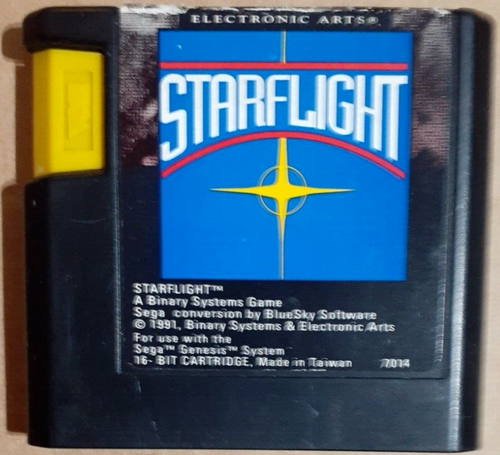 ELECTRONIC ARTS®
STARFLIGHT
STARFLIGHT™
A Binary Systems Game
Sega conversion by BlueSky Software
© 1991, Binary Systems & Electronic Arts
For use with the
Sega™ Genesis™ System
16- BIT CARTRIDGE, Made in Taiwan 7014